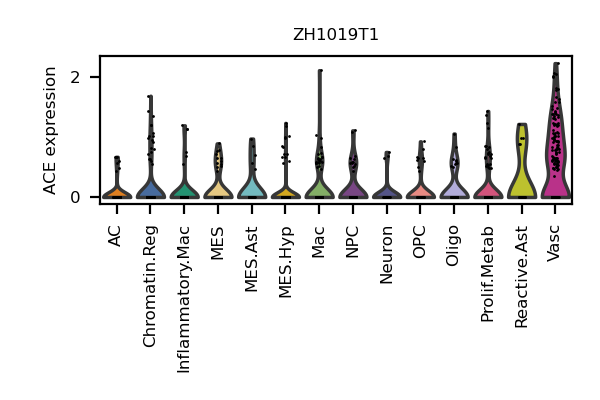 ZH1019T1
ACE expression
2
0
AC
Chromatin.Reg
Inflammatory.Mac
MES
MES.Ast
MES.Hyp
Mac
NPC
Neuron
OPC
Oligo
Prolif.Metab
Reactive.Ast
Vasc